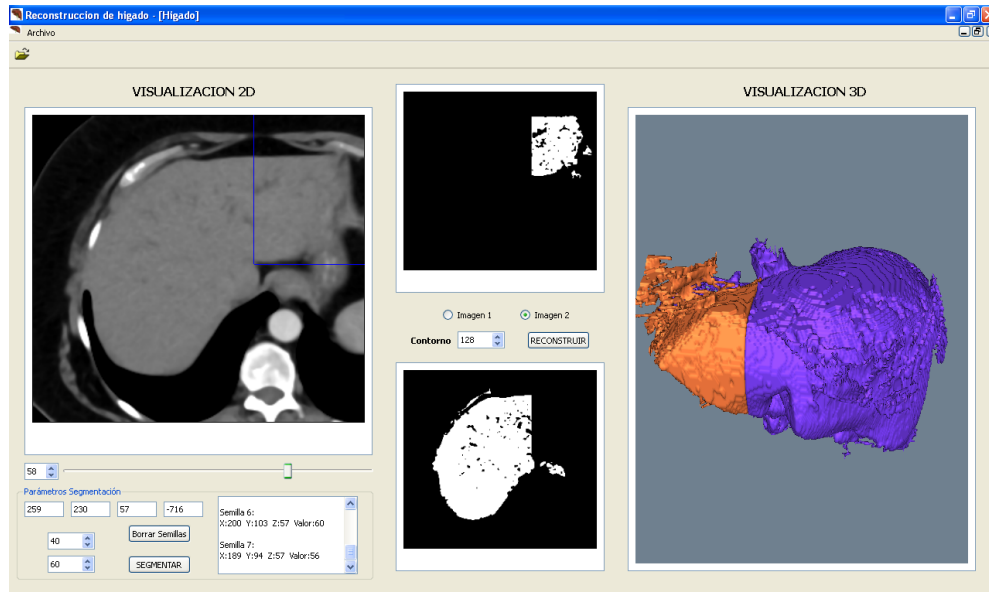 Reconstruccion de higado - [Higado]
Archivo
VISUALIZACION 2D
VISUALIZACION 3D
Imagen 1
Imagen 2
Contorno
128
RECONSTRUIR
58
Parámetros Segmentación
259
230
57
-716
40
60
Borrar Semillas
SEGMENTAR
Semilla 6:
X:200 Y:103 Z:57 Valor:60
Semilla 7:
X:189 Y:94 Z:57 Valor:56